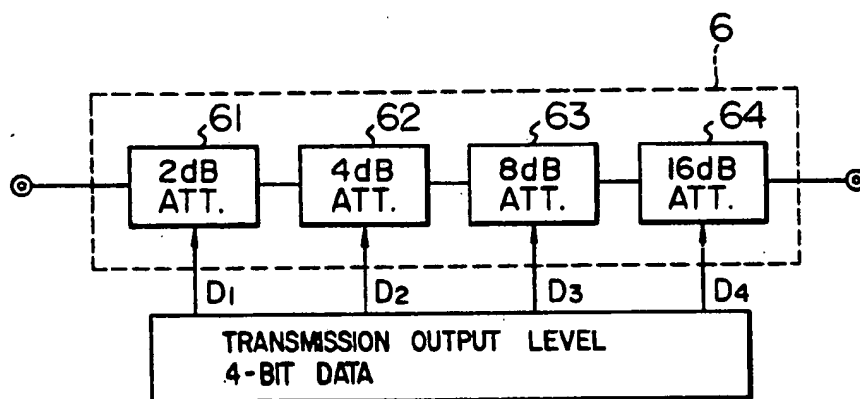 6
61
62
63
64
2dB
ATT.
4dB
ATT.
8dB
ATT.
16dB
ATT.
D1
D2
D3
D4
TRANSMISSION OUTPUT LEVEL
4-BIT DATA